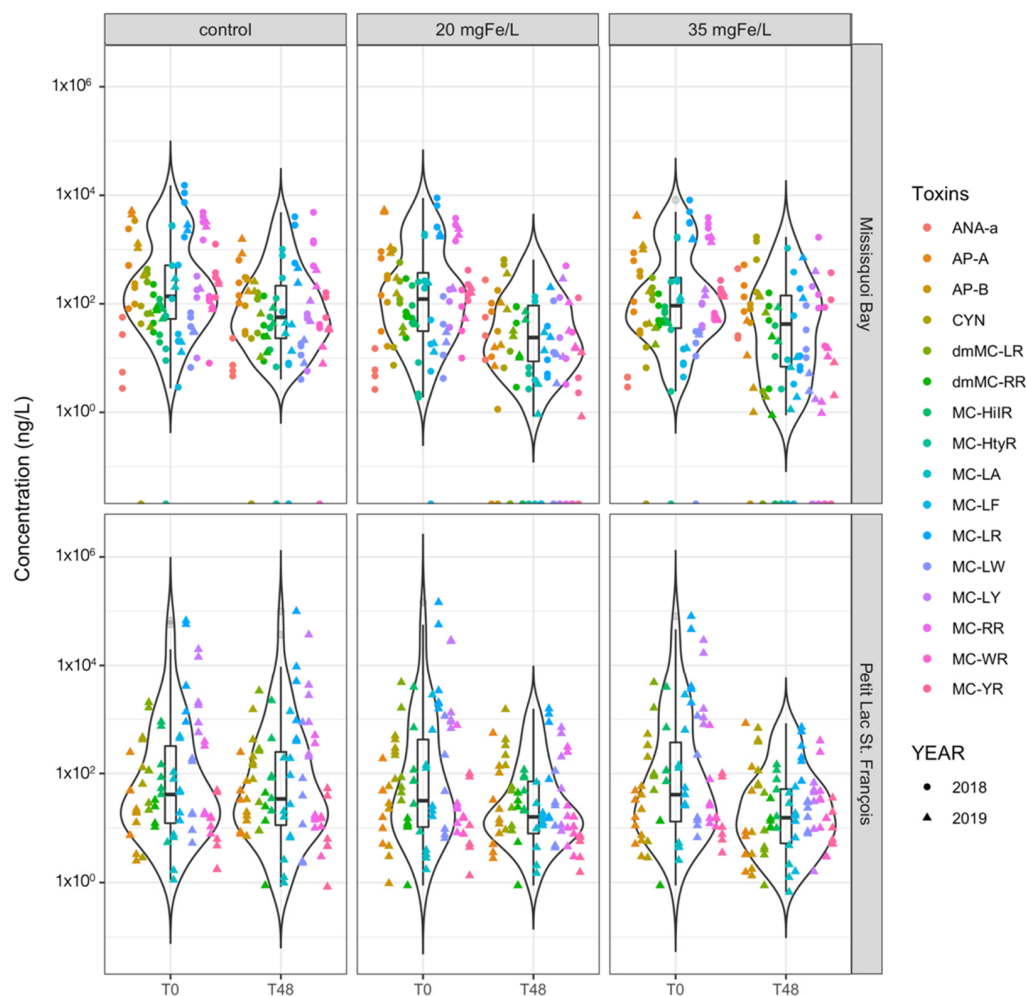 control 20 mgFe/L 35 mgFe/L
1x10⁶
1x10⁴
1x10²
1x10⁰
Missisquoi Bay
Concentration (ng/L)
1x10⁶
1x10⁴
1x10²
1x10⁰
Petit Lac St. François
T0 T48 T0 T48 T0 T48
Toxins
ANA-a
AP-A
AP-B
CYN
dmMC-LR
dmMC-RR
MC-HilR
MC-HtyR
MC-LA
MC-LF
MC-LR
MC-LW
MC-LY
MC-RR
MC-WR
MC-YR
YEAR
2018
2019